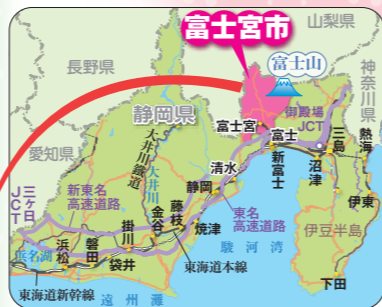 富士宮市
山梨県
長野県
富士山
神奈川県
静岡県
御殿場
JCT
富士宮
富士
三島
熱海
愛知県
大井川鐵道
大井川
清水
新富士
沼津
三ヶ日
JCT
新東名
高速道路
静岡
東名
高速道路
伊東
藤枝
金谷
掛川
焼津
伊豆半島
駿河湾
浜名湖
浜松
磐田
袋井
東海道本線
下田
東海道新幹線
遠州灘